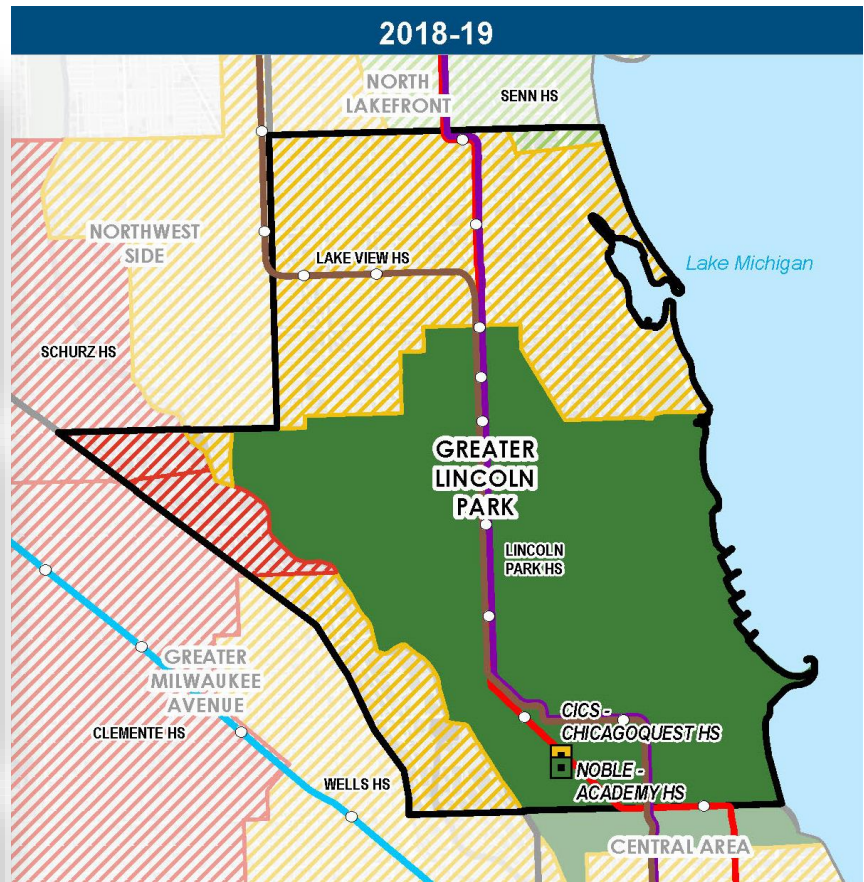 2018-19
NORTH
LAKEFRONT
SENN HS
NORTHWEST
SIDE
LAKE VIEW HS
Lake Michigan
SCHURZ HS
GREATER
LINCOLN
PARK
LINCOLN
PARK HS
GREATER
MILWAUKEE
AVENUE
CLEMENTE HS
CICS -
CHICAGOQUEST HS
NOBLE -
ACADEMY HS
WELLS HS
CENTRAL AREA